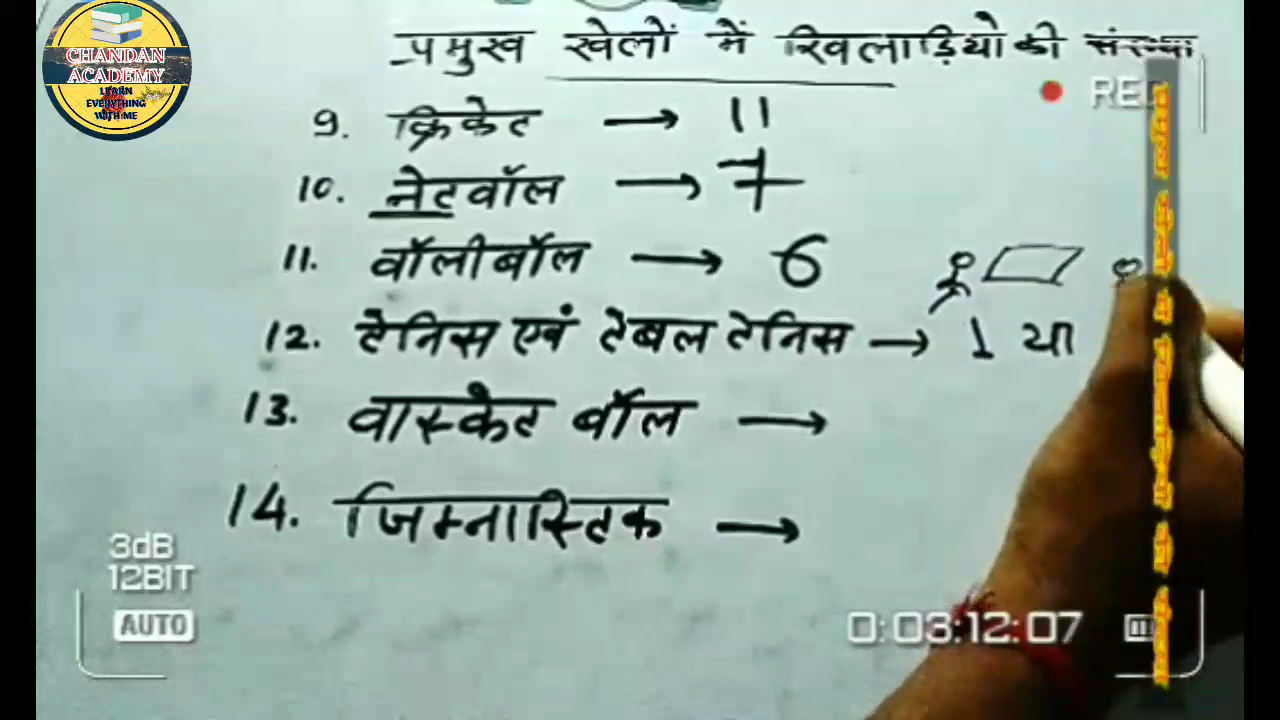 CHANDAN
ACADEMY
LEARN
EVERYTHING
WITH ME
प्रमुख खेलों में खिलाड़ियो की संख्या
REC
9. क्रिकेट → 11
10. नेटवॉल → 7
11. वॉलीबॉल → 6
12. टेनिस एवं टेबल टेनिस → 1 या
13. वास्केट बॉल →
14. जिम्नास्तिक →
3dB
12BIT
AUTO
0:03:12:07